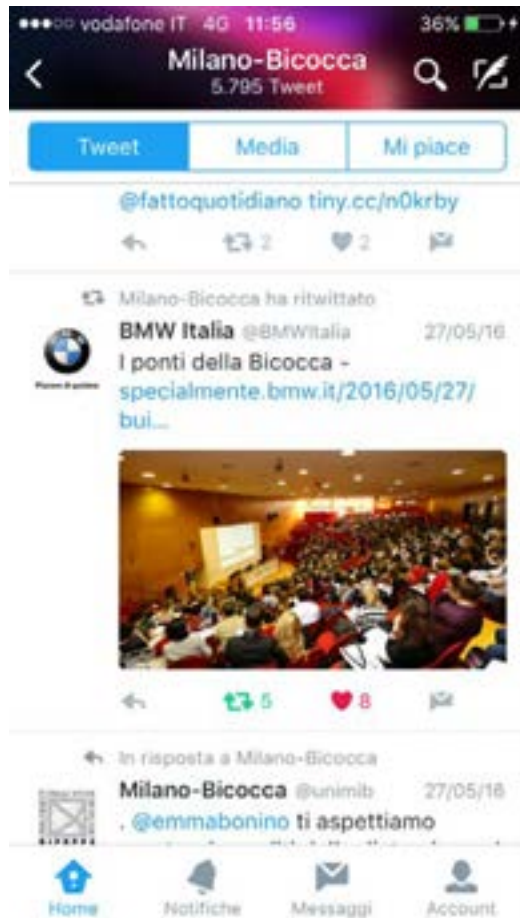 vodafone IT 4G 11:56 36%
Milano-Bicocca
5.795 Tweet
Tweet Media Mi piace
@fattoquotidiano tiny.cc/n0krby
2 2
Milano-Bicocca ha ritwittato
BMW Italia @BMWItalia 27/05/16
I ponti della Bicocca -
specialmente.bmw.it/2016/05/27/
bui...
5 8
In risposta a Milano-Bicocca
Milano-Bicocca @unimib 27/05/16
. @emmabonino ti aspettiamo
BICOCCA
Home Notifiche Messaggi Account